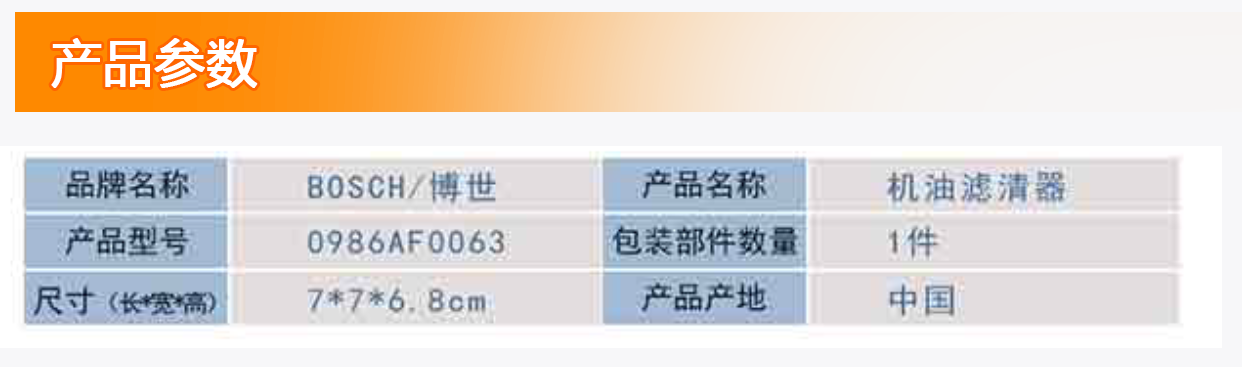 产品参数
品牌名称 BOSCH/博世 产品名称 机油滤清器
产品型号 0986AF0063 包装部件数量 1件
尺寸（长*宽*高） 7*7*6.8cm 产品产地 中国